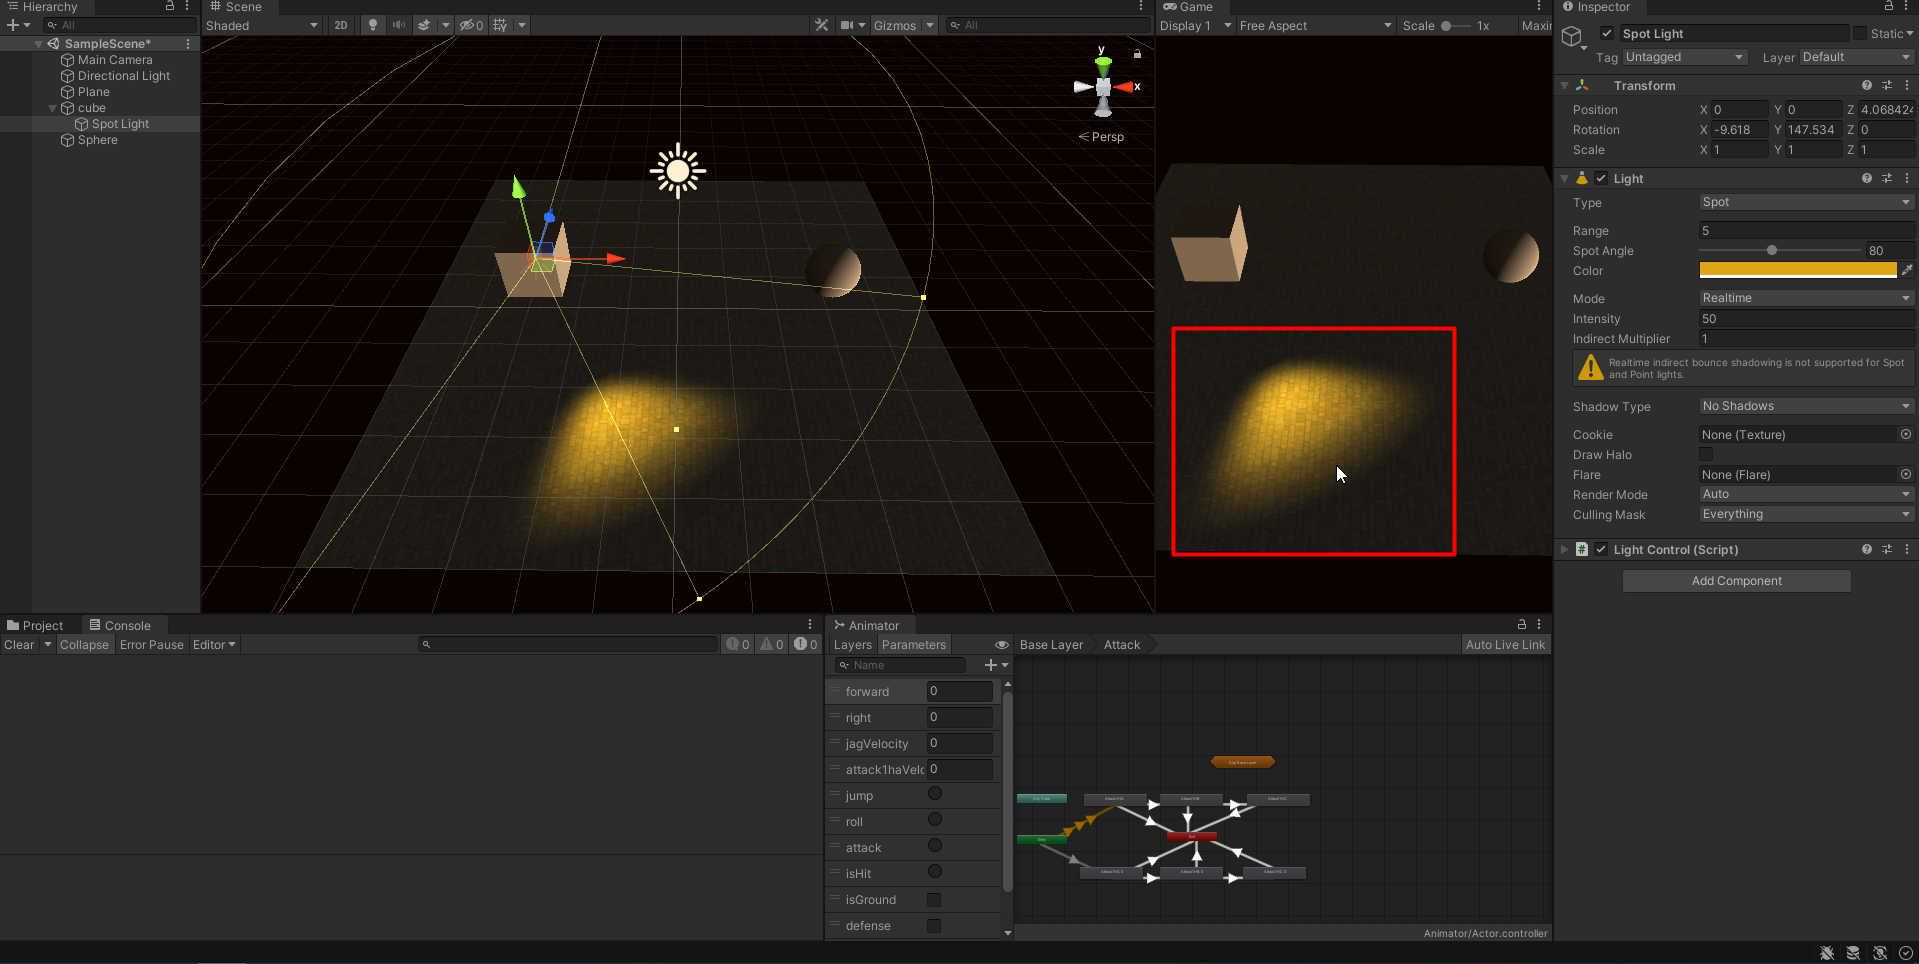 Hierarchy
All
SampleScene*
Main Camera
Directional Light
Plane
cube
Spot Light
Sphere
Scene
Shaded
2D
0
Gizmos
All
y
x
Persp
Game
Display 1
Free Aspect
Scale
1x
Maxi
Inspector
Spot Light
Static
Tag
Untagged
Layer
Default
Transform
Position
X 0
Y 0
Z 4.068424
Rotation
X -9.618
Y 147.534
Z 0
Scale
X 1
Y 1
Z 1
Light
Type
Spot
Range
5
Spot Angle
80
Color
Mode
Realtime
Intensity
50
Indirect Multiplier
1
Realtime indirect bounce shadowing is not supported for Spot
and Point lights.
Shadow Type
No Shadows
Cookie
None (Texture)
Draw Halo
Flare
None (Flare)
Render Mode
Auto
Culling Mask
Everything
# Light Control (Script)
Add Component
Project
Console
Clear
Collapse
Error Pause
Editor
0
0
0
Animator
Layers
Parameters
Name
forward
0
right
0
jagVelocity
0
attack1haVelc
0
jump
roll
attack
isHit
isGround
defense
Base Layer
Attack
Auto Live Link
Animator/Actor.controller